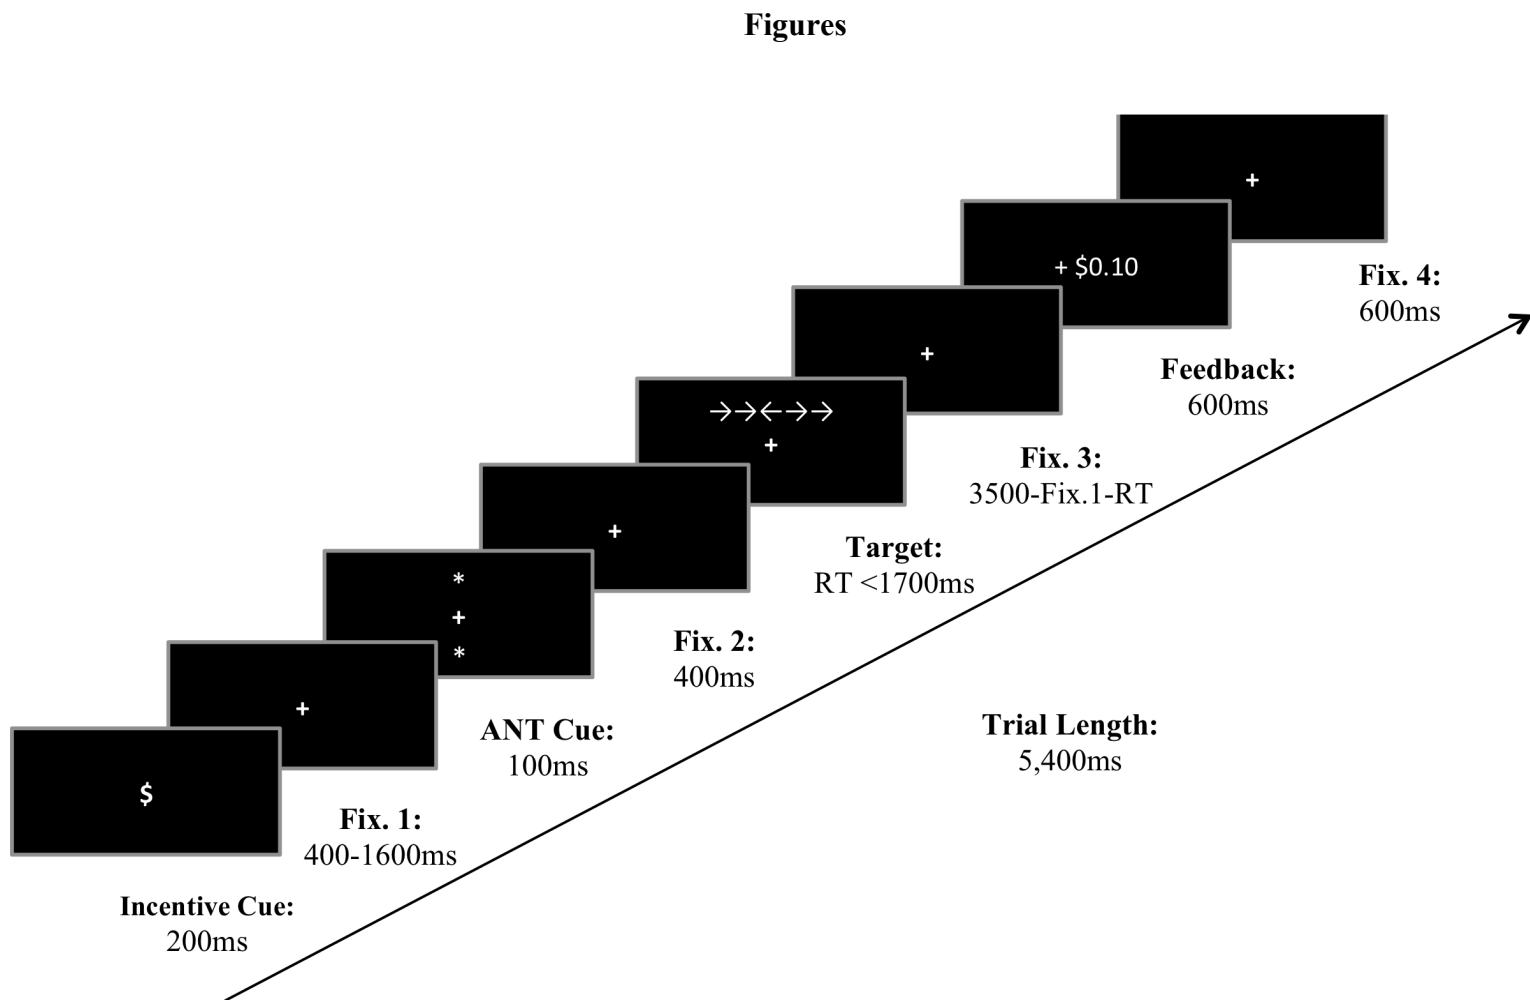 Figures
$
Incentive Cue:
200ms
+
Fix. 1:
400-1600ms
*
+
*
ANT Cue:
100ms
+
Fix. 2:
400ms
→→←→→
+
Target:
RT <1700ms
+
Fix. 3:
3500-Fix.1-RT
+ $0.10
Feedback:
600ms
+
Fix. 4:
600ms
Trial Length:
5,400ms